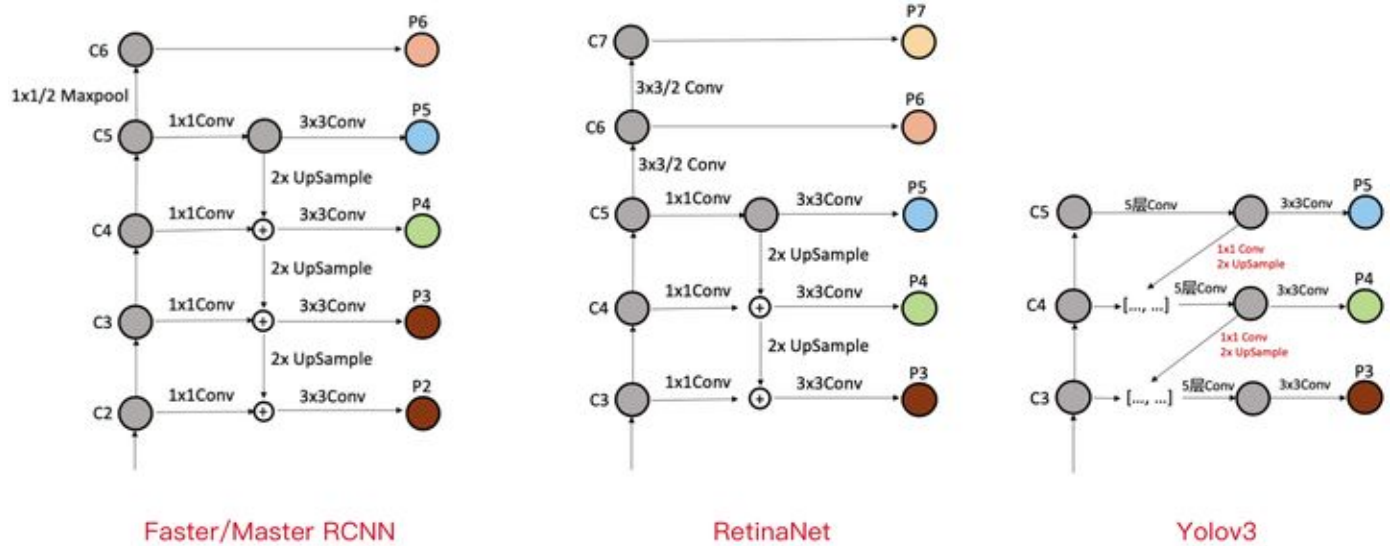 P6
C6
1x1/2 Maxpool
P5
C5
1x1Conv
3x3Conv
2x UpSample
P4
C4
1x1Conv
3x3Conv
2x UpSample
P3
C3
1x1Conv
3x3Conv
2x UpSample
P2
C2
1x1Conv
3x3Conv
Faster/Master RCNN
P7
C7
3x3/2 Conv
P6
C6
3x3/2 Conv
P5
C5
1x1Conv
3x3Conv
2x UpSample
P4
C4
1x1Conv
3x3Conv
2x UpSample
P3
C3
1x1Conv
3x3Conv
RetinaNet
P5
C5
5层Conv
3x3Conv
1x1 Conv
2x UpSample
P4
C4
[..., ...]
5层Conv
3x3Conv
1x1 Conv
2x UpSample
P3
C3
[..., ...]
5层Conv
3x3Conv
Yolov3